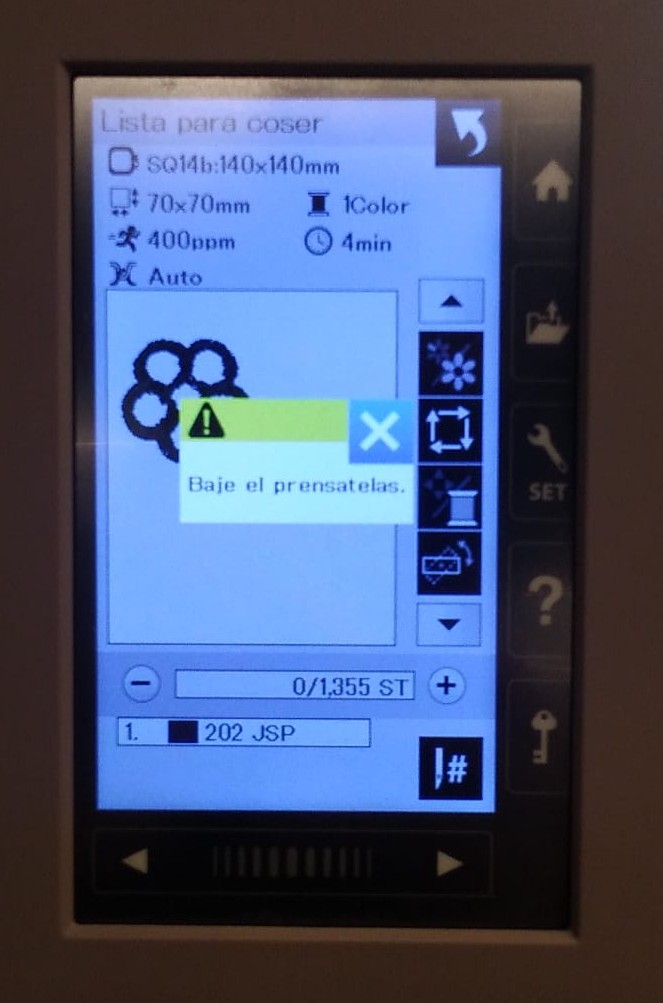 Lista para coser
SQ14b:140x140mm
70x70mm 1Color
400ppm 4min
Auto
Baje el prensatelas.
SET
?
0/1,355 ST
1. 202 JSP
#